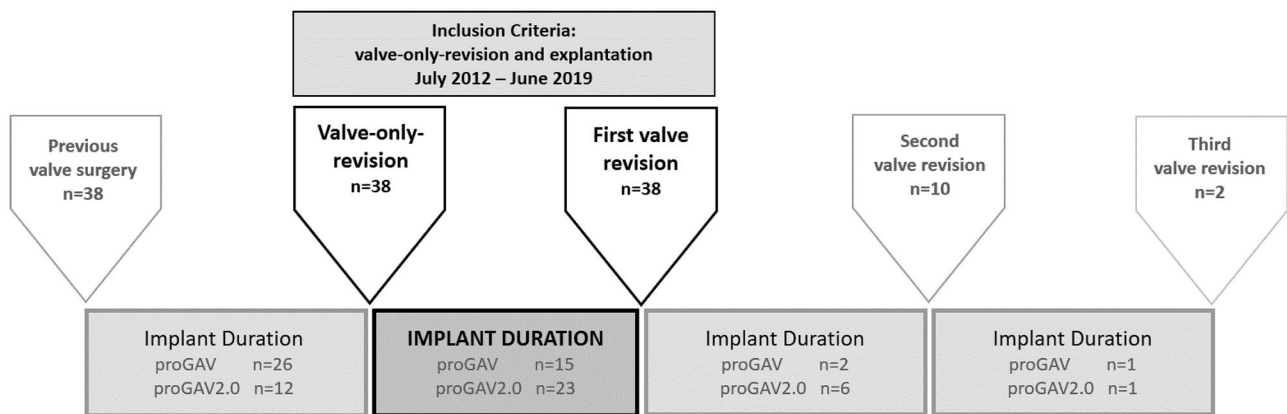 Inclusion Criteria:
valve-only-revision and explantation
July 2012 – June 2019
Previous
valve surgery
n=38
Valve-only-
revision
n=38
First valve
revision
n=38
Second
valve revision
n=10
Third
valve revision
n=2
Implant Duration
proGAV n=26
proGAV2.0 n=12
IMPLANT DURATION
proGAV n=15
proGAV2.0 n=23
Implant Duration
proGAV n=2
proGAV2.0 n=6
Implant Duration
proGAV n=1
proGAV2.0 n=1